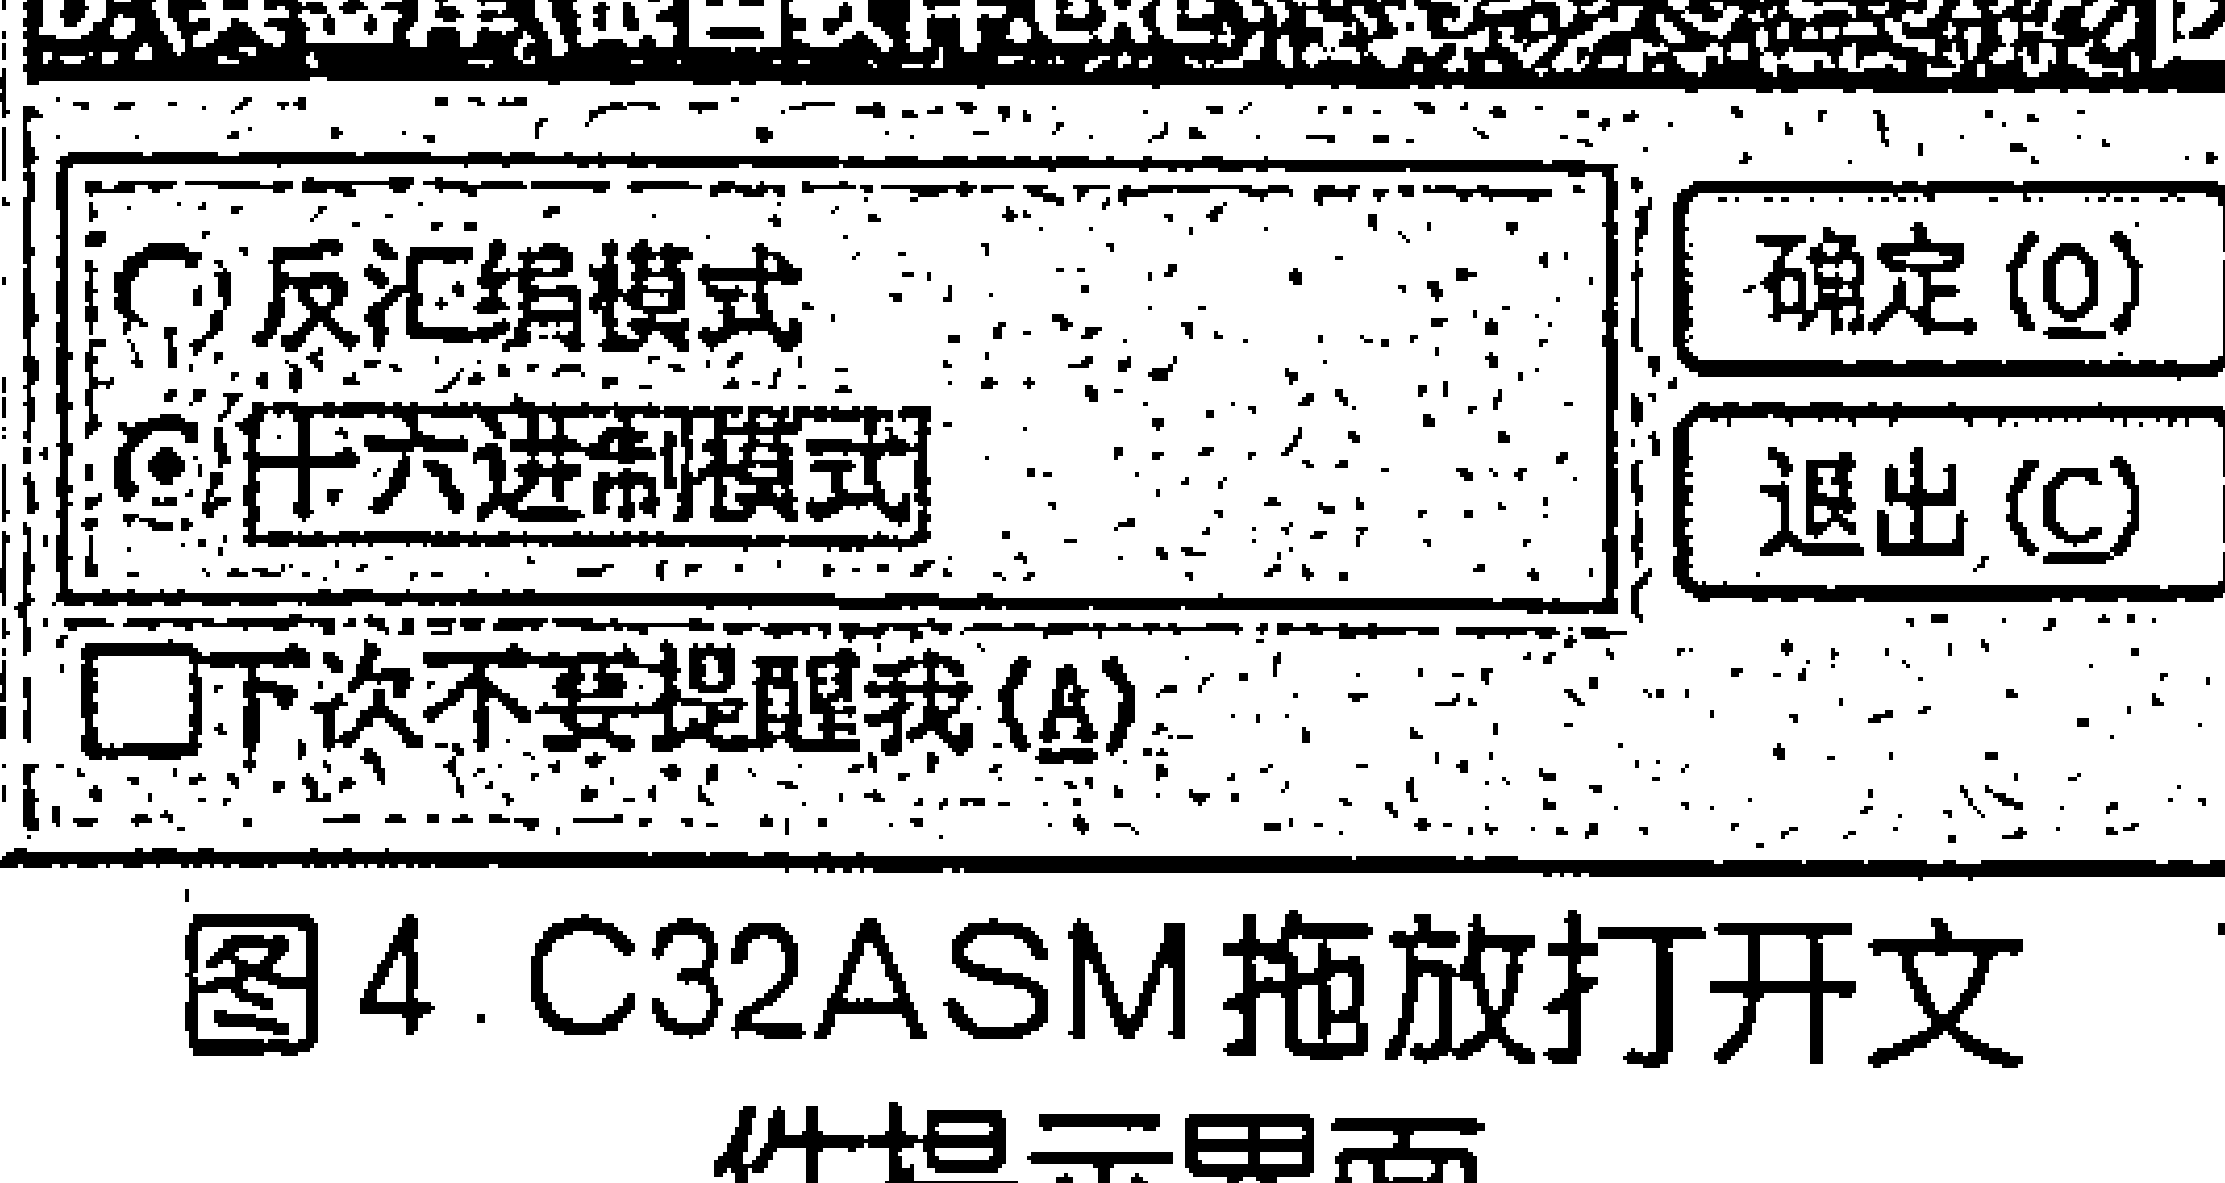 反汇编模式
确定(O)
十六进制模式
退出(C)
下次不要提醒我(A)
图4.C32ASM拖放打开文
件提示界面